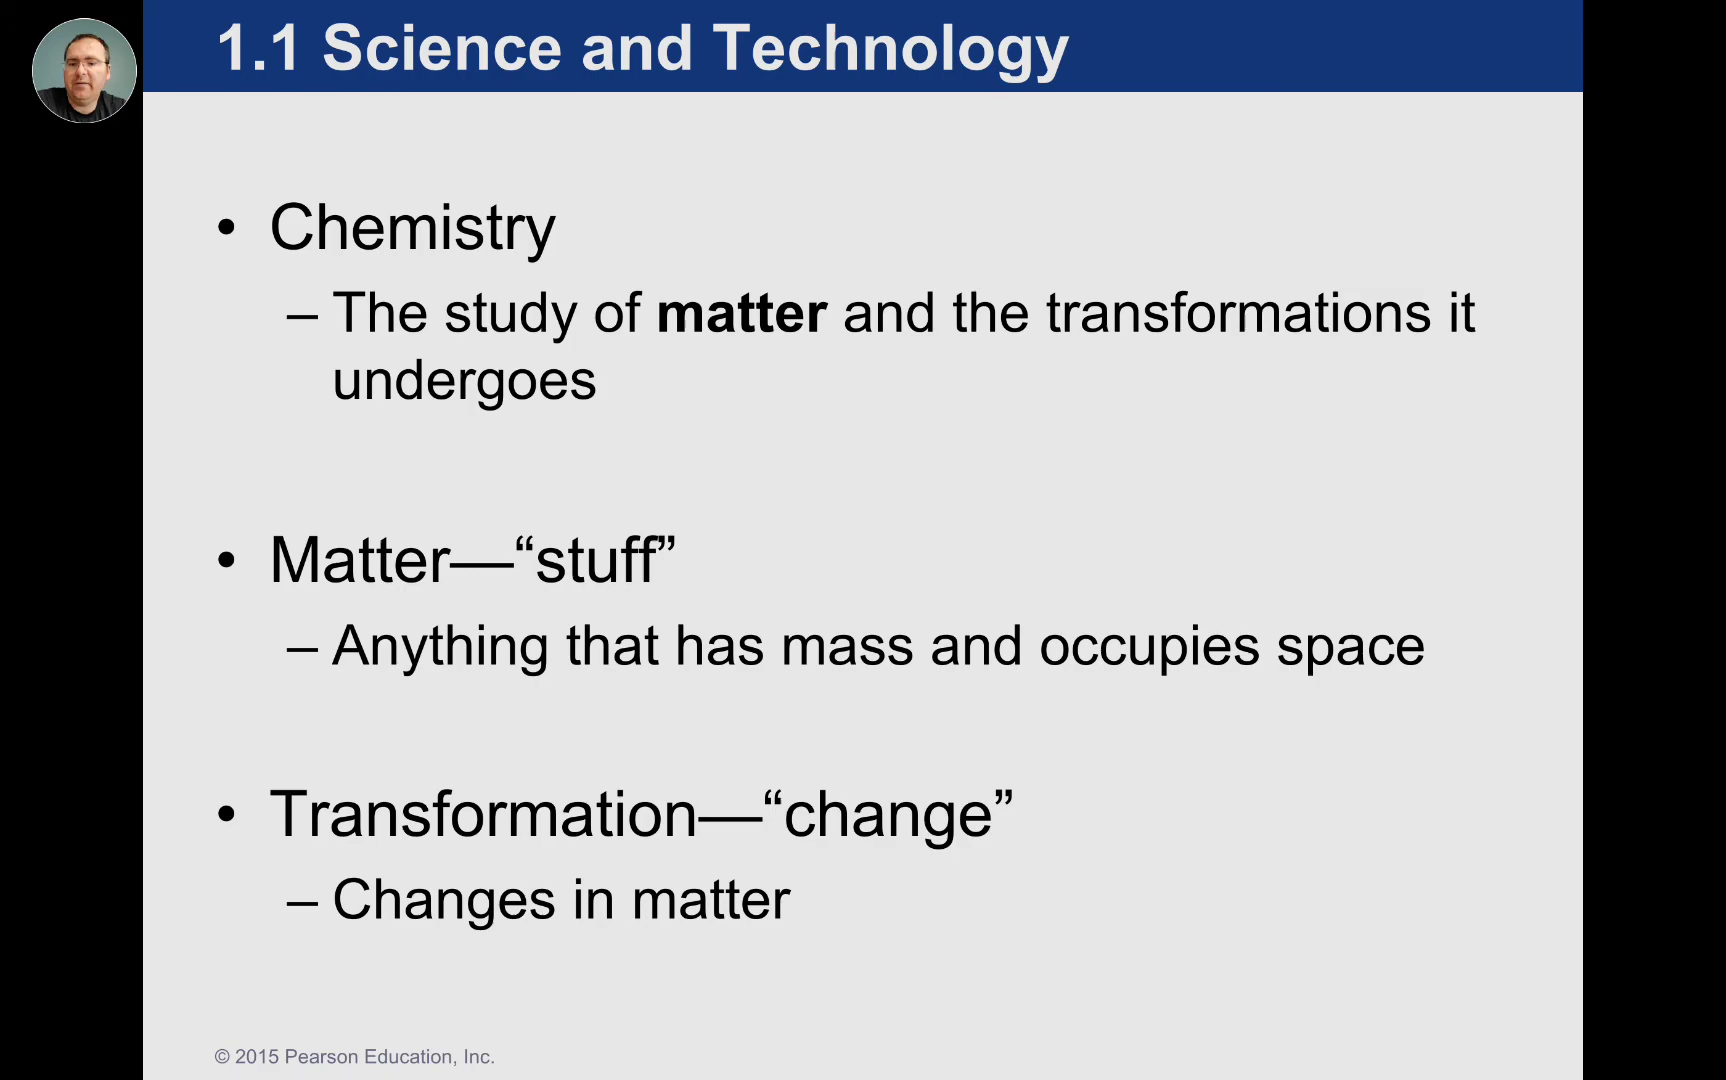 1.1 Science and Technology
• Chemistry
– The study of matter and the transformations it
undergoes
• Matter—“stuff”
– Anything that has mass and occupies space
• Transformation—“change”
– Changes in matter
© 2015 Pearson Education, Inc.